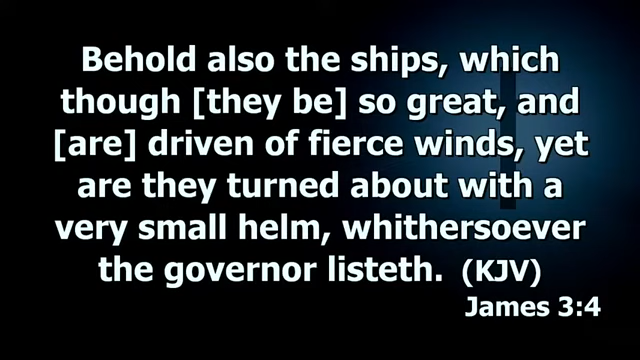 Behold also the ships, which
though [they be] so great, and
[are] driven of fierce winds, yet
are they turned about with a
very small helm, whithersoever
the governor listeth. (KJV)
James 3:4